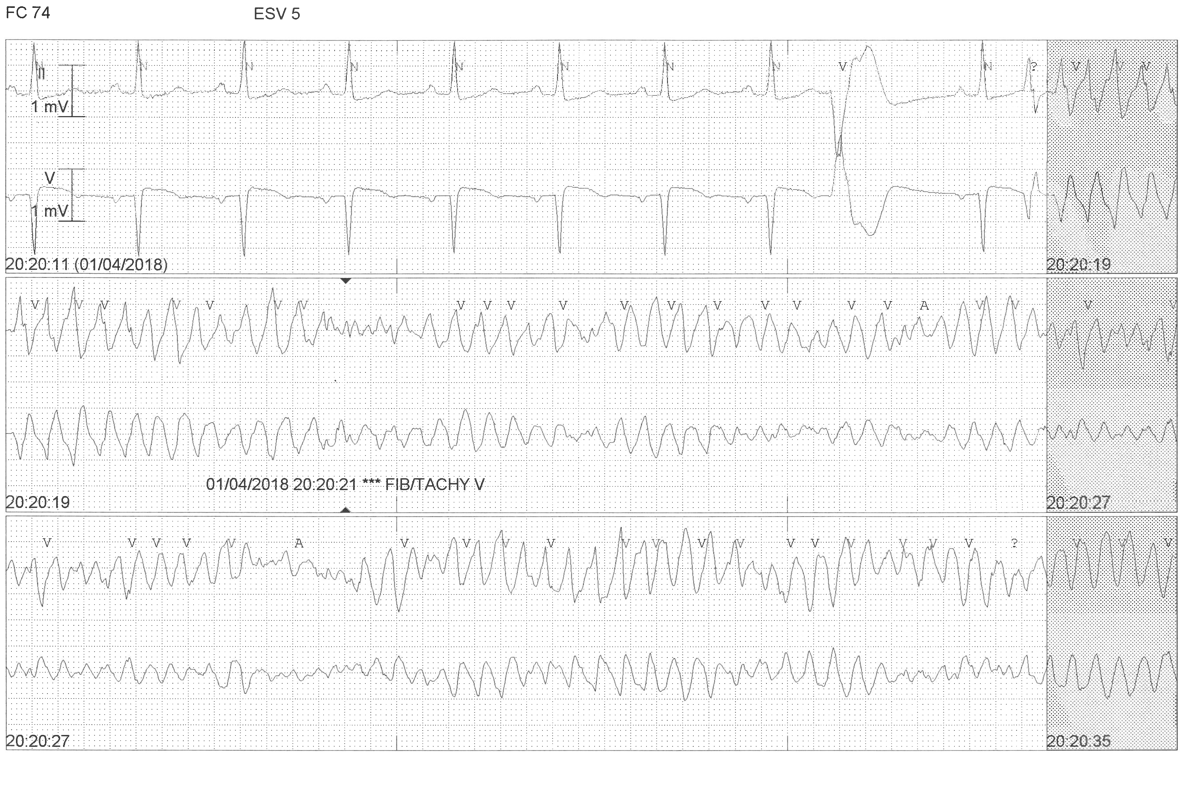 FC 74 ESV 5
N N N N N N N N V N ? V V V
II
1 mV
V
1 mV
20:20:11 (01/04/2018) 20:20:19
V V V V V V V V V V V V V V V V V V A V V V V
01/04/2018 20:20:21 *** FIB/TACHY V
20:20:19 20:20:27
V V V V V A V V V V V V V V V V V V V V ? V V V
20:20:27 20:20:35